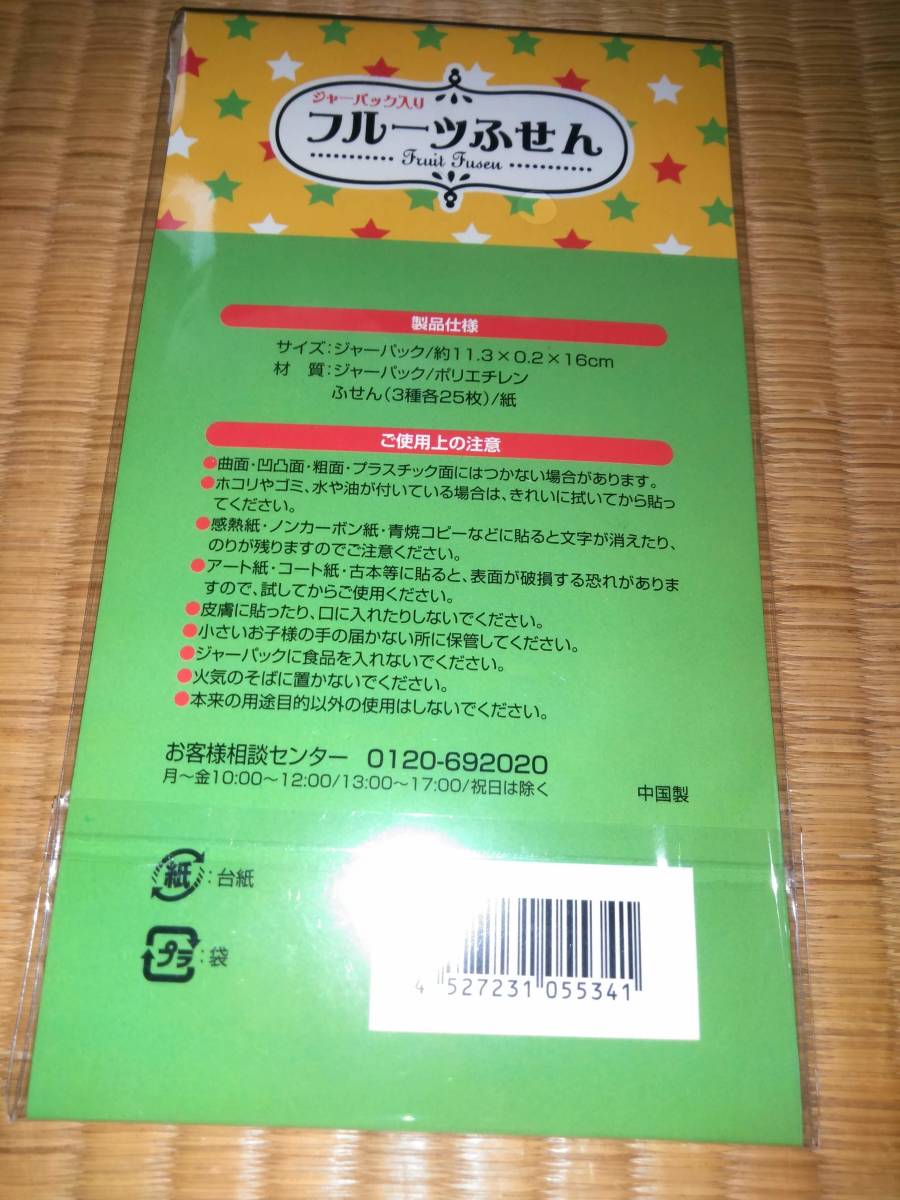 ジャーパック入り
フルーツふせん
Fruit Fusen
製品仕様
サイズ：ジャーパック/約11.3×0.2×16cm
材　質：ジャーパック/ポリエチレン
ふせん（3種各25枚）/紙
ご使用上の注意
●曲面・凹凸面・粗面・プラスチック面にはつかない場合があります。
●ホコリやゴミ、水や油が付いている場合は、きれいに拭いてから貼っ
てください。
●感熱紙・ノンカーボン紙・青焼コピーなどに貼ると文字が消えたり、
のりが残りますのでご注意ください。
●アート紙・コート紙・古本等に貼ると、表面が破損する恐れがありま
すので、試してからご使用ください。
●皮膚に貼ったり、口に入れたりしないでください。
●小さいお子様の手の届かない所に保管してください。
●ジャーパックに食品を入れないでください。
●火気のそばに置かないでください。
●本来の用途目的以外の使用はしないでください。
お客様相談センター　0120-692020
月～金10:00～12:00/13:00～17:00/祝日は除く
中国製
紙：台紙
プラ：袋
4 527231 055341